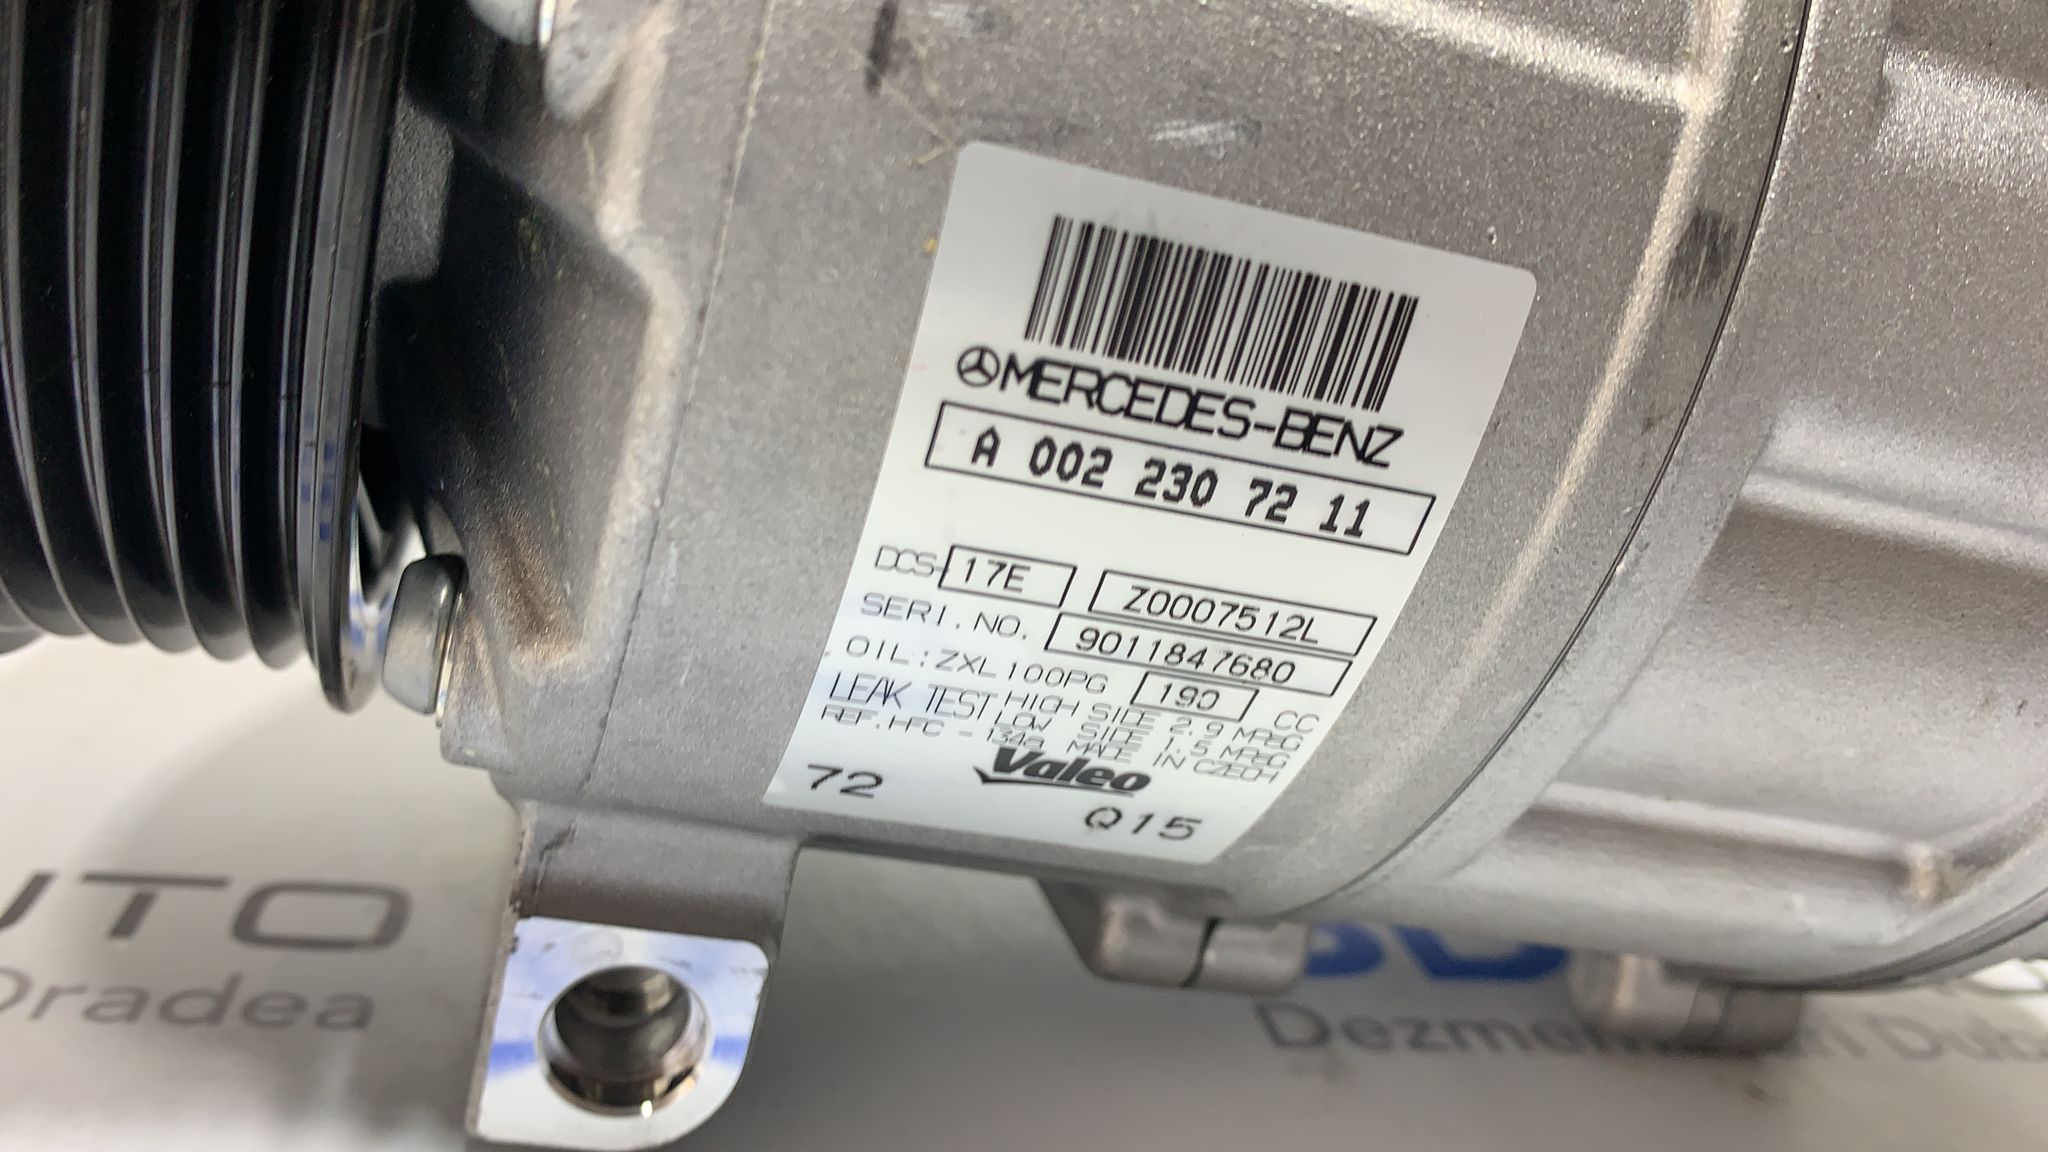 MERCEDES-BENZ
A 002 230 72 11
DCS-17E Z0007512L
SERI.NO. 9011847680
OIL:ZXL100PG 190 CC
LEAK TEST HIGH SIDE 2.9 MPaG
LOW SIDE 1.5 MPaG
REF.HFC-134a MADE IN CZECH
Valeo
72 Q15
UTO
Oradea